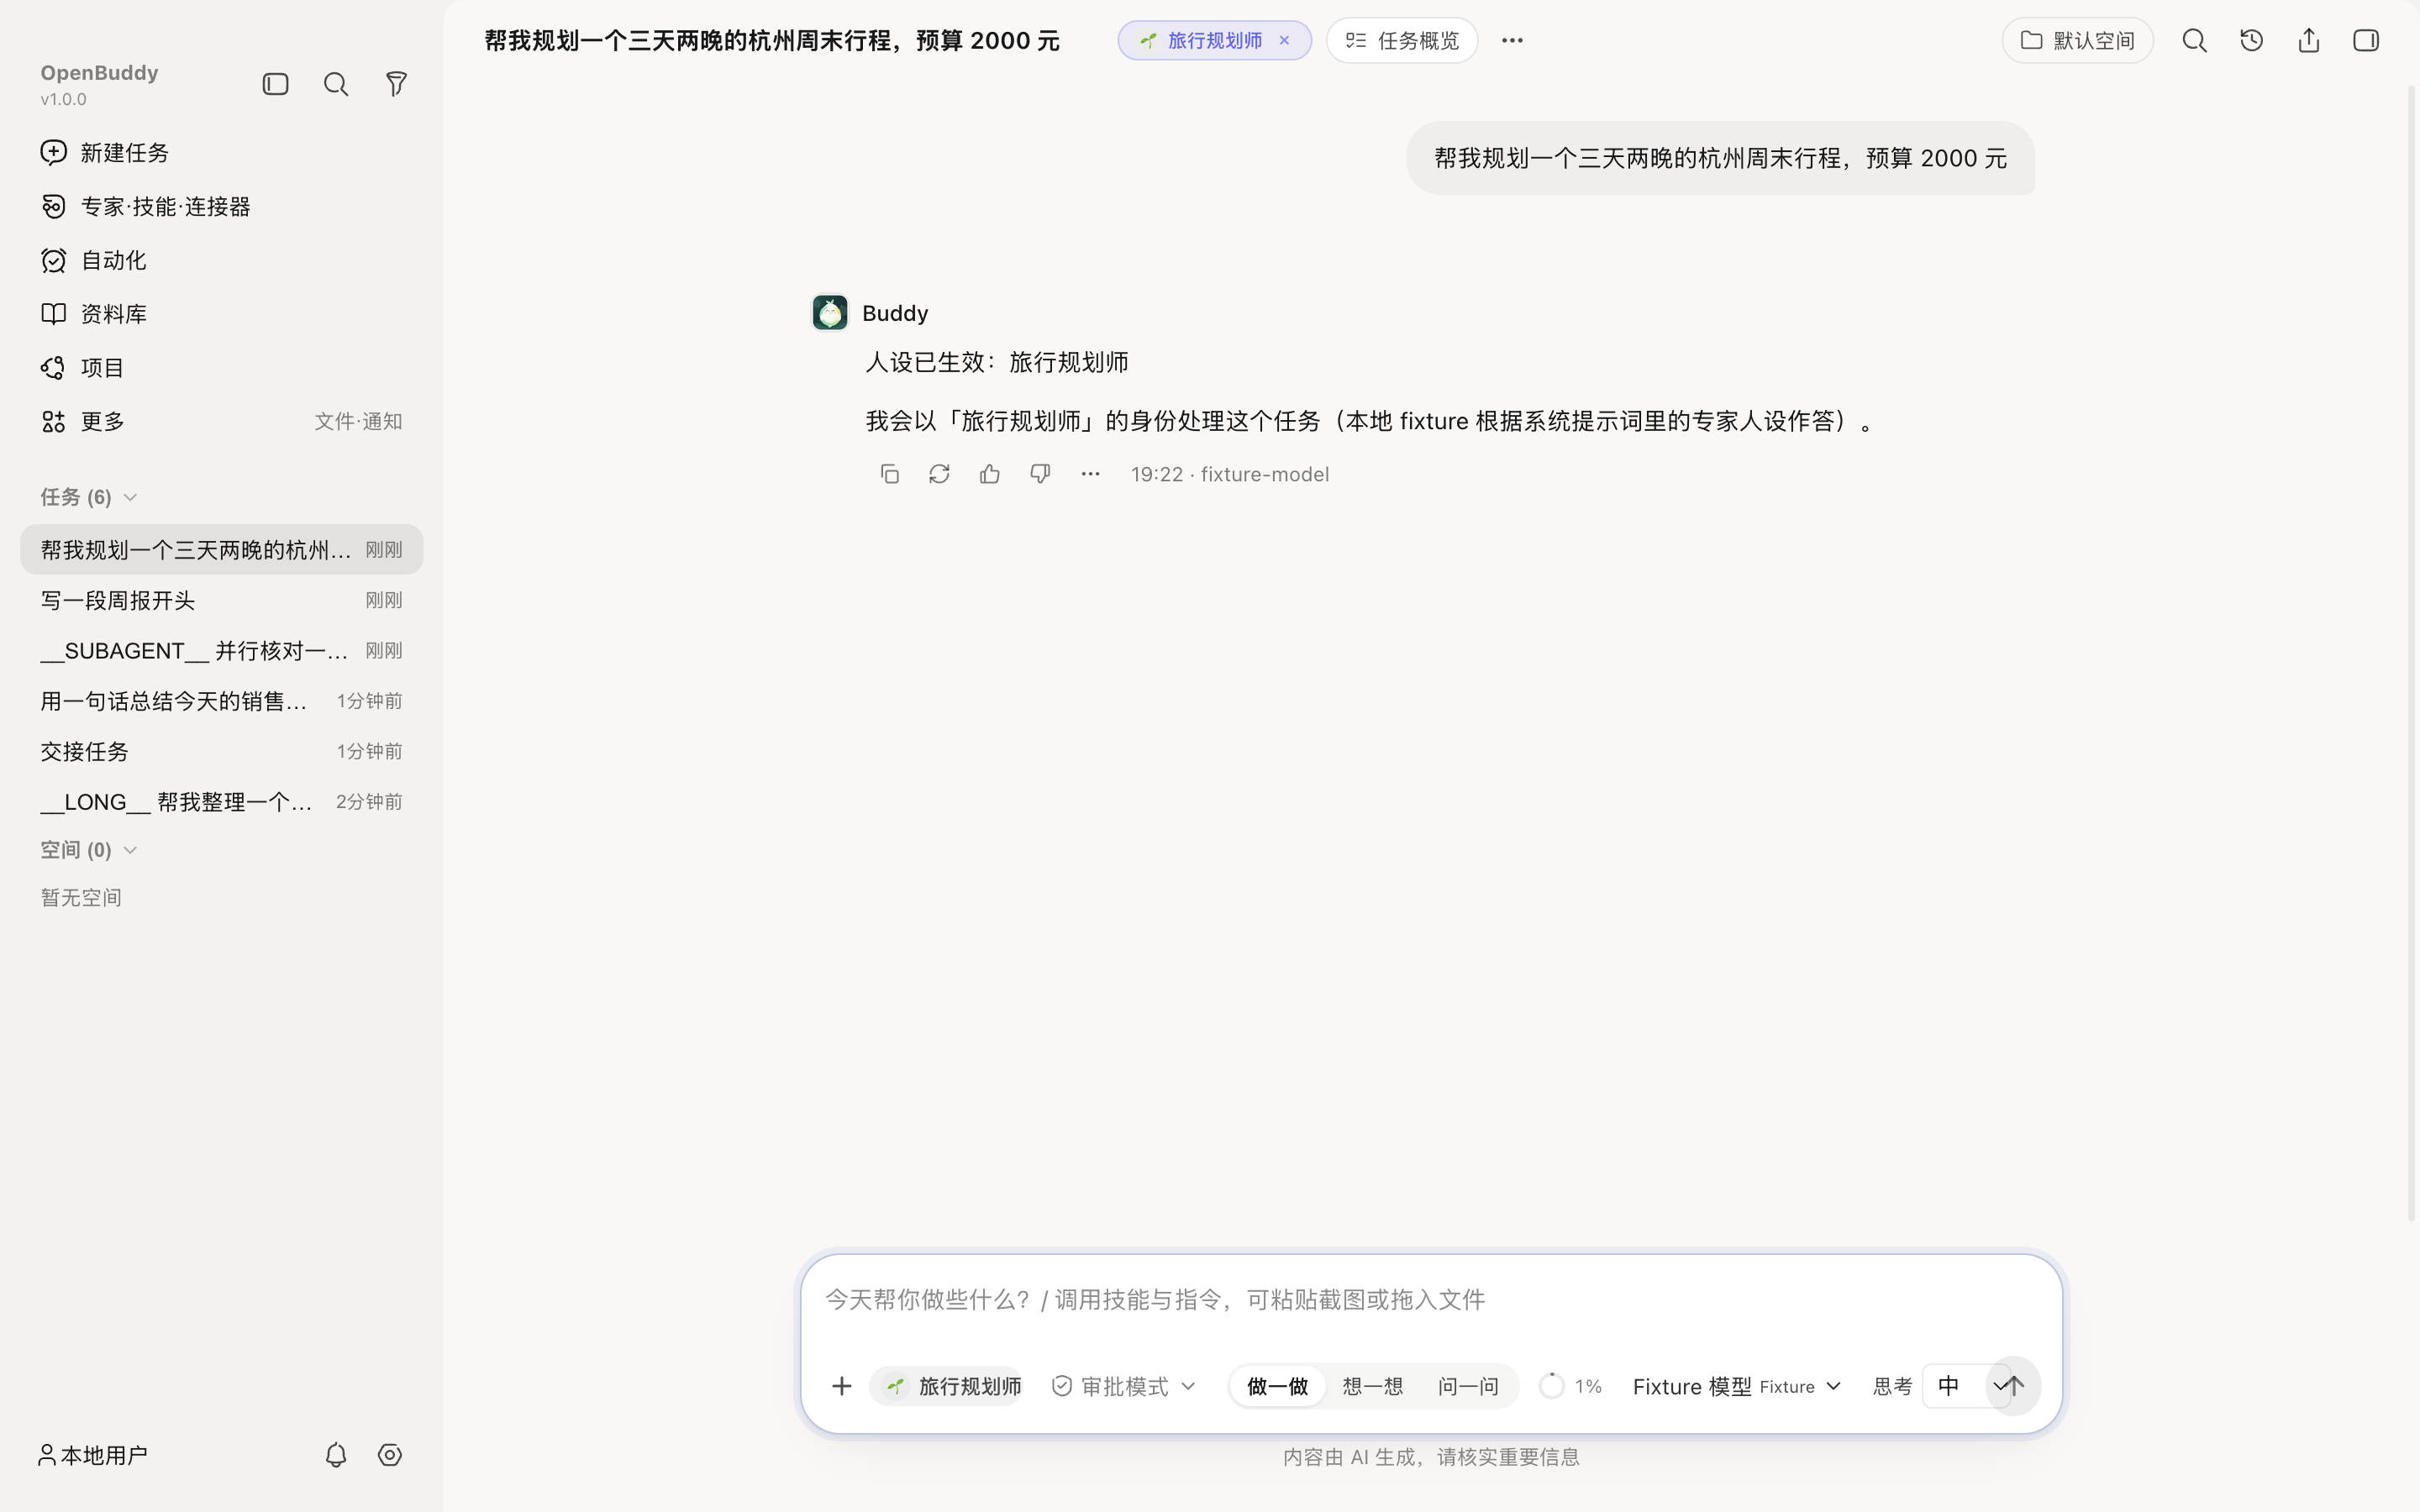 OpenBuddy
v1.0.0
新建任务
专家·技能·连接器
自动化
资料库
项目
更多 文件·通知
任务 (6)
帮我规划一个三天两晚的杭州... 刚刚
写一段周报开头 刚刚
__SUBAGENT__ 并行核对一... 刚刚
用一句话总结今天的销售... 1分钟前
交接任务 1分钟前
__LONG__ 帮我整理一个... 2分钟前
空间 (0)
暂无空间
本地用户
帮我规划一个三天两晚的杭州周末行程，预算 2000 元
旅行规划师 ×
任务概览
默认空间
帮我规划一个三天两晚的杭州周末行程，预算 2000 元
Buddy
人设已生效：旅行规划师
我会以「旅行规划师」的身份处理这个任务（本地 fixture 根据系统提示词里的专家人设作答）。
19:22 · fixture-model
今天帮你做些什么？/ 调用技能与指令，可粘贴截图或拖入文件
旅行规划师 审批模式 做一做 想一想 问一问 1% Fixture 模型 Fixture 思考 中
内容由 AI 生成，请核实重要信息